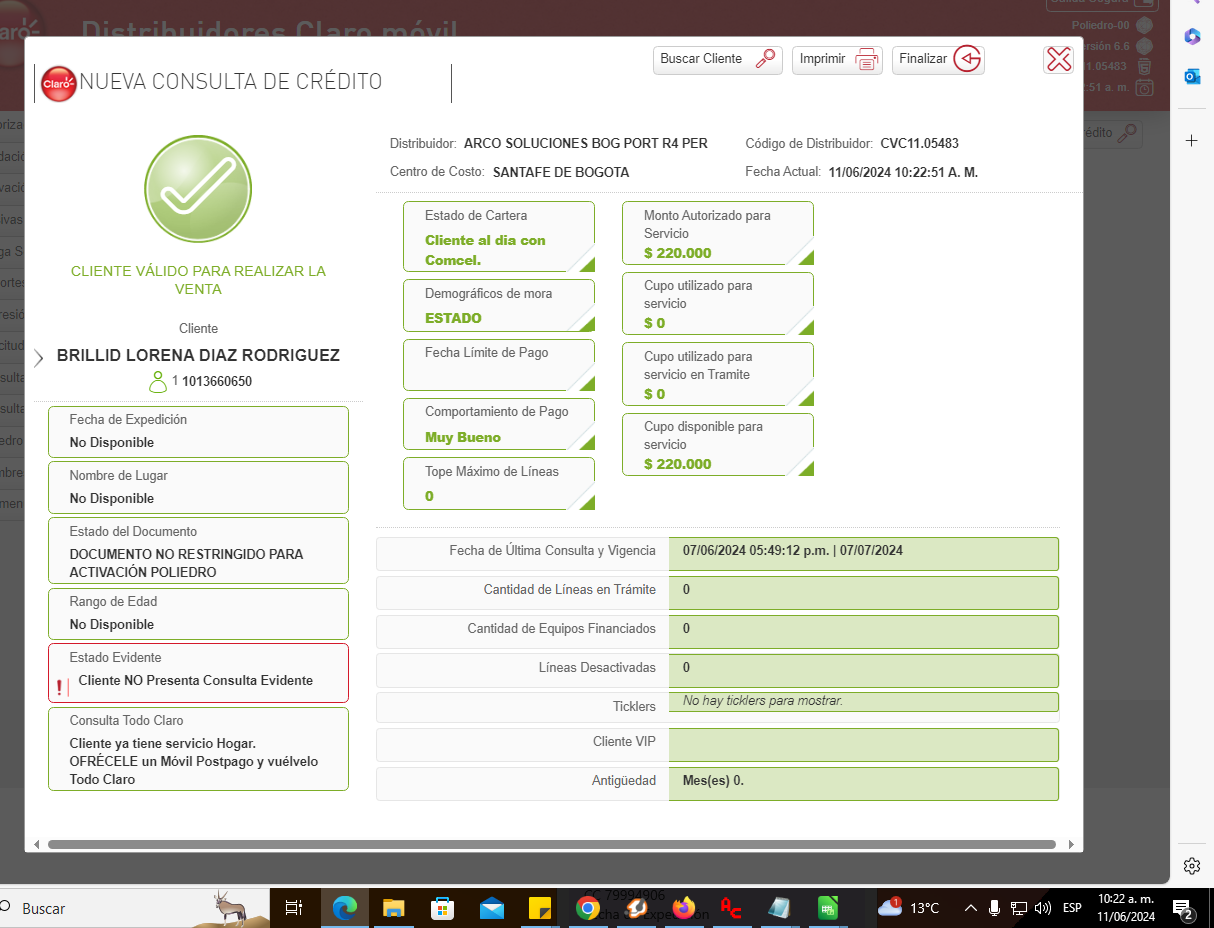 Distribuidores Claro móvil
Poliedro-00
Buscar Cliente
Imprimir
Finalizar
Claro
NUEVA CONSULTA DE CRÉDITO
Distribuidor: ARCO SOLUCIONES BOG PORT R4 PER
Código de Distribuidor: CVC11.05483
Centro de Costo: SANTAFE DE BOGOTA
Fecha Actual: 11/06/2024 10:22:51 A. M.
CLIENTE VÁLIDO PARA REALIZAR LA
VENTA
Cliente
BRILLID LORENA DIAZ RODRIGUEZ
1 1013660650
Fecha de Expedición
No Disponible
Nombre de Lugar
No Disponible
Estado del Documento
DOCUMENTO NO RESTRINGIDO PARA
ACTIVACIÓN POLIEDRO
Rango de Edad
No Disponible
Estado Evidente
! Cliente NO Presenta Consulta Evidente
Consulta Todo Claro
Cliente ya tiene servicio Hogar.
OFRÉCELE un Móvil Postpago y vuélvelo
Todo Claro
Estado de Cartera
Cliente al dia con
Comcel.
Demográficos de mora
ESTADO
Fecha Límite de Pago
Comportamiento de Pago
Muy Bueno
Tope Máximo de Líneas
0
Monto Autorizado para
Servicio
$ 220.000
Cupo utilizado para
servicio
$ 0
Cupo utilizado para
servicio en Tramite
$ 0
Cupo disponible para
servicio
$ 220.000
Fecha de Última Consulta y Vigencia 07/06/2024 05:49:12 p.m. | 07/07/2024
Cantidad de Líneas en Trámite 0
Cantidad de Equipos Financiados 0
Líneas Desactivadas 0
Ticklers No hay ticklers para mostrar.
Cliente VIP
Antigüedad Mes(es) 0.
Buscar
CC 79994906
13°C
ESP
10:22 a. m.
11/06/2024
2